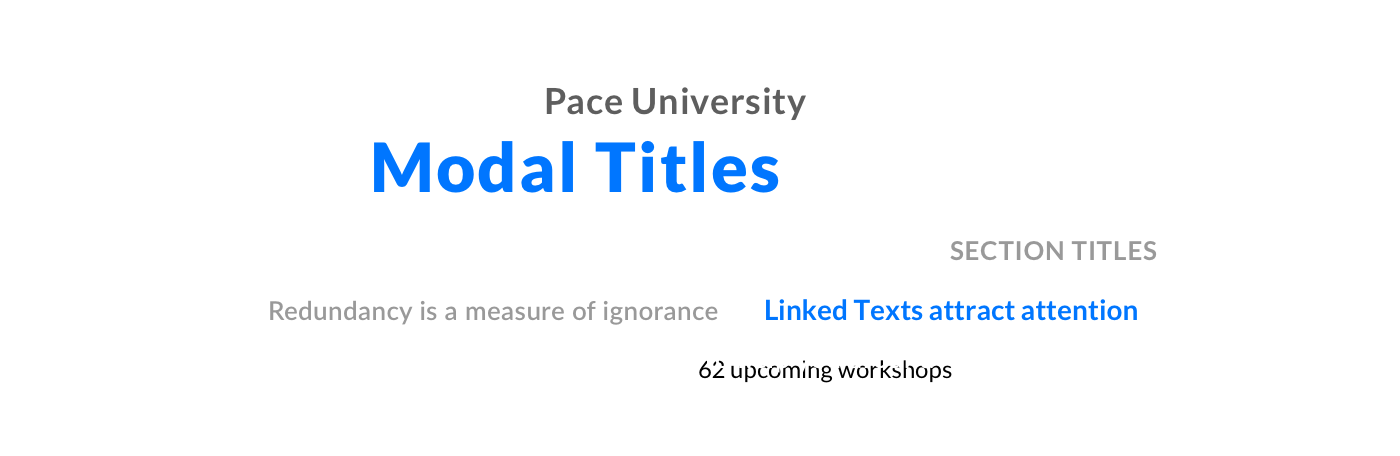 Pace University
Modal Titles
SECTION TITLES
Redundancy is a measure of ignorance
Linked Texts attract attention
62 upcoming workshops